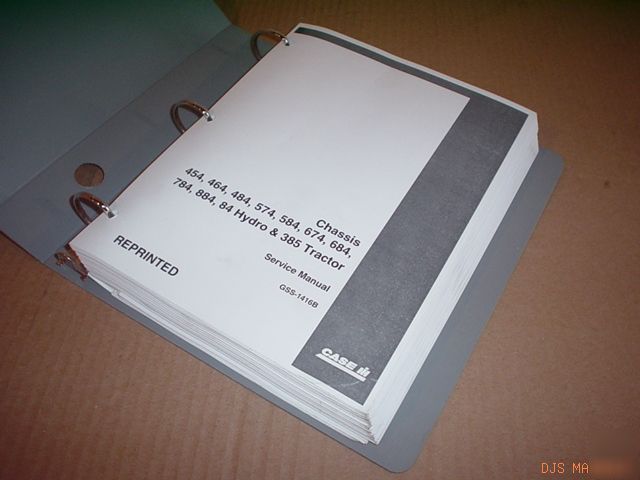 Chassis
454, 464, 484, 574, 584, 674, 684,
784, 884, 84 Hydro & 385 Tractor
Service Manual
GSS-1416B
REPRINTED
CASE IH
DJS MA